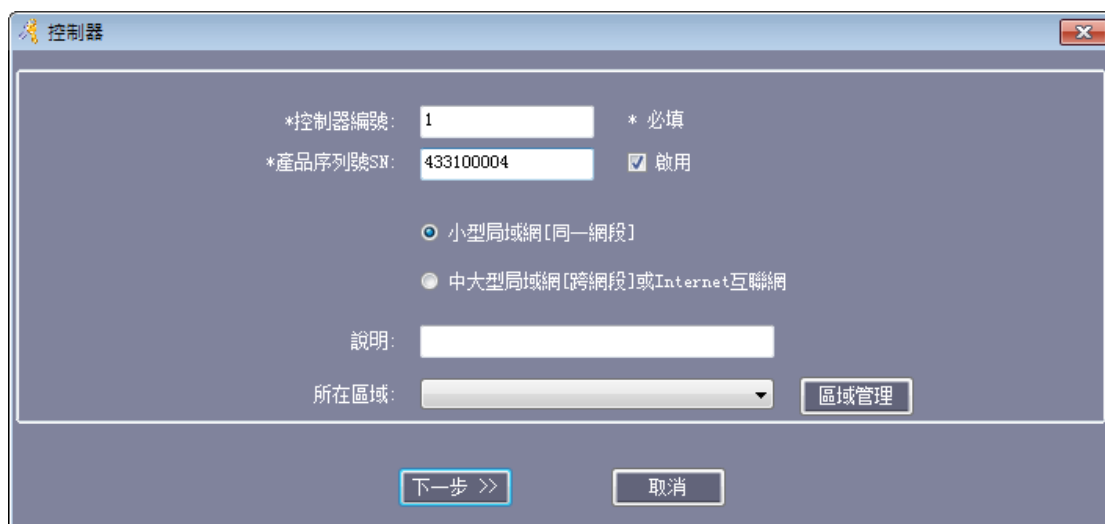 控制器
*控制器編號: 1 * 必填
*產品序列號SN: 433100004 啟用
小型局域網[同一網段]
中大型局域網[跨網段]或Internet互聯網
說明:
所在區域: 區域管理
下一步 >> 取消